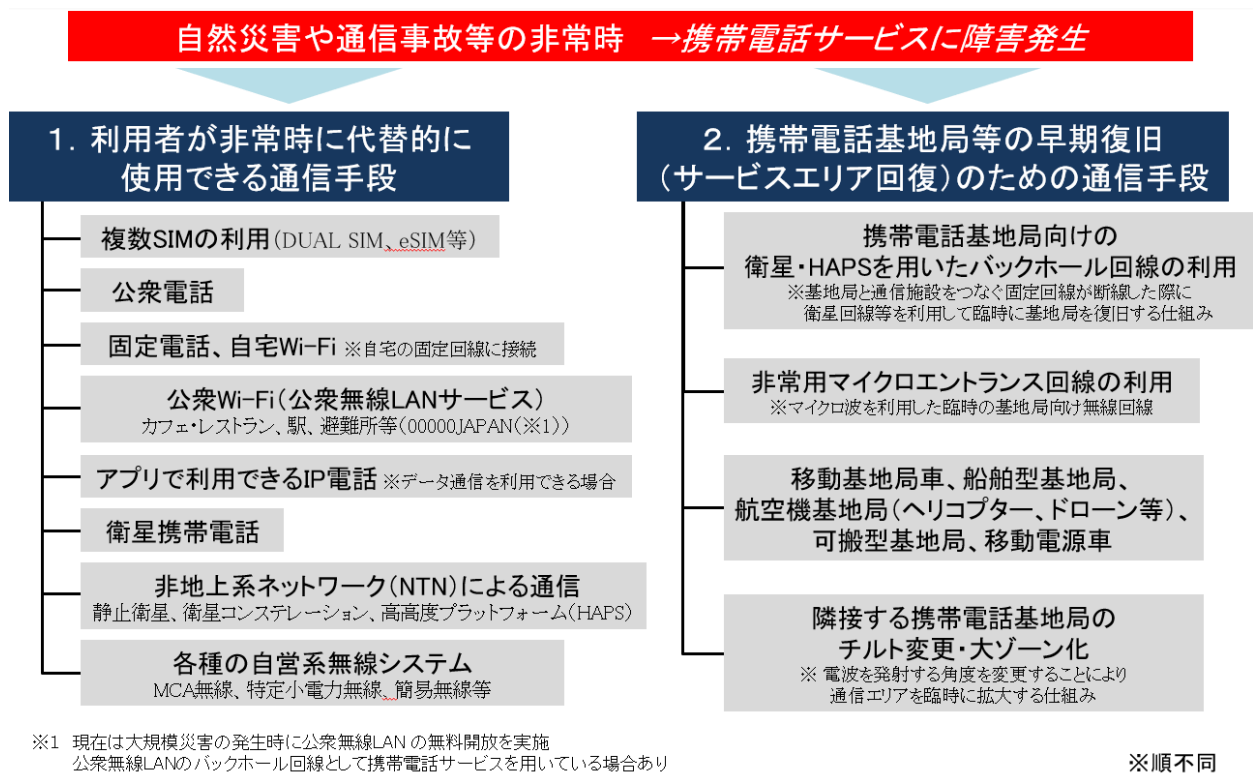 自然災害や通信事故等の非常時 →携帯電話サービスに障害発生
１．利用者が非常時に代替的に
使用できる通信手段
複数SIMの利用(DUAL SIM、eSIM等)
公衆電話
固定電話、自宅Wi-Fi ※自宅の固定回線に接続
公衆Wi-Fi(公衆無線LANサービス)
カフェ・レストラン、駅、避難所等(00000JAPAN(※1))
アプリで利用できるIP電話 ※データ通信を利用できる場合
衛星携帯電話
非地上系ネットワーク(NTN)による通信
静止衛星、衛星コンステレーション、高高度プラットフォーム(HAPS)
各種の自営系無線システム
MCA無線、特定小電力無線、簡易無線等
２．携帯電話基地局等の早期復旧
(サービスエリア回復)のための通信手段
携帯電話基地局向けの
衛星・HAPSを用いたバックホール回線の利用
※基地局と通信施設をつなぐ固定回線が断線した際に
衛星回線等を利用して臨時に基地局を復旧する仕組み
非常用マイクロエントランス回線の利用
※マイクロ波を利用した臨時の基地局向け無線回線
移動基地局車、船舶型基地局、
航空機基地局(ヘリコプター、ドローン等)、
可搬型基地局、移動電源車
隣接する携帯電話基地局の
チルト変更・大ゾーン化
※ 電波を発射する角度を変更することにより
通信エリアを臨時に拡大する仕組み
※1 現在は大規模災害の発生時に公衆無線LAN の無料開放を実施
公衆無線LANのバックホール回線として携帯電話サービスを用いている場合あり
※順不同